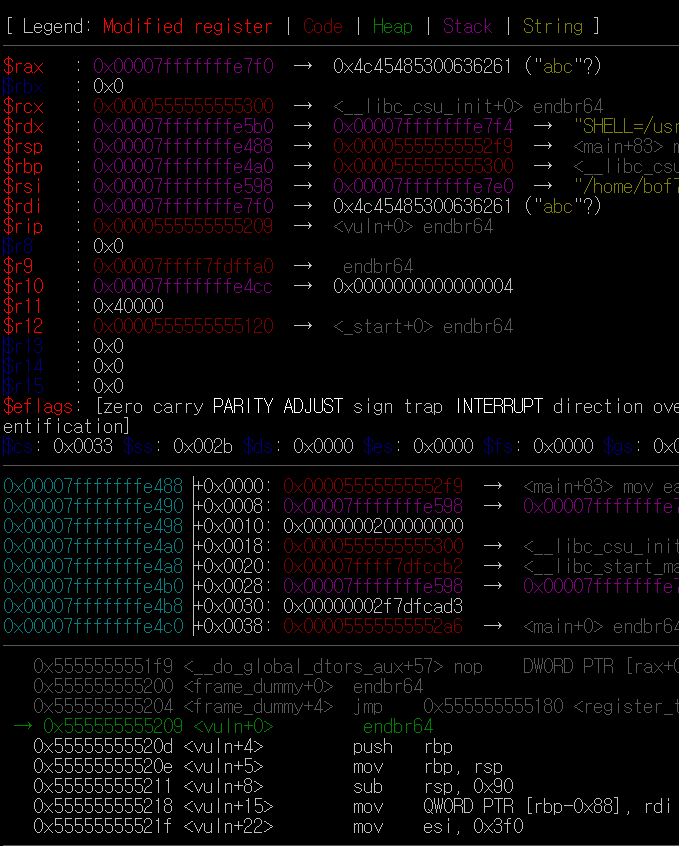 [ Legend: Modified register | Code | Heap | Stack | String ]
$rax   : 0x00007fffffffe7f0  →  0x4c45485300636261 ("abc"?)
$rbx   : 0x0
$rcx   : 0x0000555555555300  →  <__libc_csu_init+0> endbr64
$rdx   : 0x00007fffffffe5b0  →  0x00007fffffffe7f4  →  "SHELL=/usr
$rsp   : 0x00007fffffffe488  →  0x00005555555552f9  →  <main+83> m
$rbp   : 0x00007fffffffe4a0  →  0x0000555555555300  →  <__libc_csu
$rsi   : 0x00007fffffffe598  →  0x00007fffffffe7e0  →  "/home/bof7
$rdi   : 0x00007fffffffe7f0  →  0x4c45485300636261 ("abc"?)
$rip   : 0x0000555555555209  →  <vuln+0> endbr64
$r8    : 0x0
$r9    : 0x00007ffff7fdffa0  →   endbr64
$r10   : 0x00007fffffffe4cc  →  0x0000000000000004
$r11   : 0x40000
$r12   : 0x0000555555555120  →  <_start+0> endbr64
$r13   : 0x0
$r14   : 0x0
$r15   : 0x0
$eflags: [zero carry PARITY ADJUST sign trap INTERRUPT direction ove
entification]
$cs: 0x0033 $ss: 0x002b $ds: 0x0000 $es: 0x0000 $fs: 0x0000 $gs: 0x0
0x00007fffffffe488│+0x0000: 0x00005555555552f9  →  <main+83> mov ea
0x00007fffffffe490│+0x0008: 0x00007fffffffe598  →  0x00007fffffffe7
0x00007fffffffe498│+0x0010: 0x0000000200000000
0x00007fffffffe4a0│+0x0018: 0x0000555555555300  →  <__libc_csu_init
0x00007fffffffe4a8│+0x0020: 0x00007ffff7dfccb2  →  <__libc_start_ma
0x00007fffffffe4b0│+0x0028: 0x00007fffffffe598  →  0x00007fffffffe7
0x00007fffffffe4b8│+0x0030: 0x00000002f7dfcad3
0x00007fffffffe4c0│+0x0038: 0x00005555555552a6  →  <main+0> endbr64
0x5555555551f9 <__do_global_dtors_aux+57> nop    DWORD PTR [rax+0
0x555555555200 <frame_dummy+0>  endbr64
0x555555555204 <frame_dummy+4>  jmp    0x555555555180 <register_t
→ 0x555555555209 <vuln+0>         endbr64
0x55555555520d <vuln+4>         push   rbp
0x55555555520e <vuln+5>         mov    rbp, rsp
0x555555555211 <vuln+8>         sub    rsp, 0x90
0x555555555218 <vuln+15>        mov    QWORD PTR [rbp-0x88], rdi
0x55555555521f <vuln+22>        mov    esi, 0x3f0